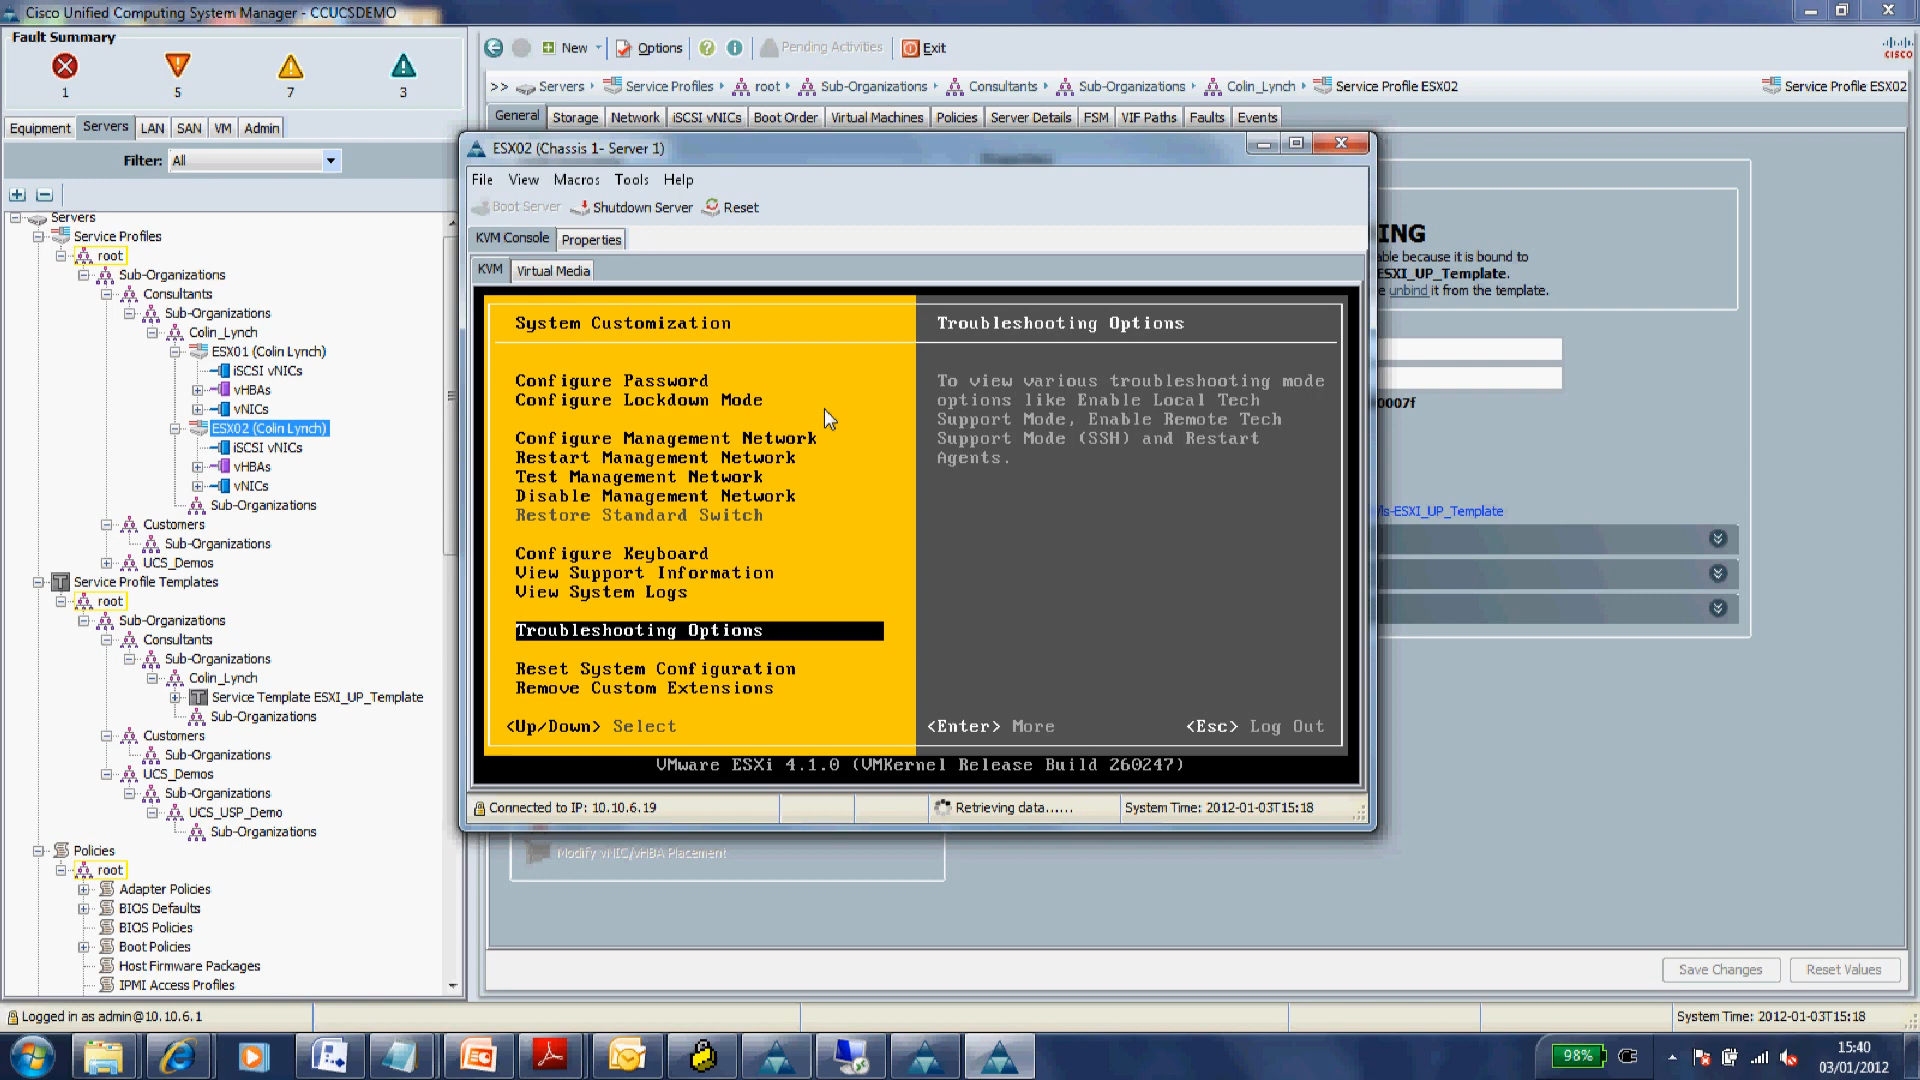 Cisco Unified Computing System Manager - CCUCSDEMO
Fault Summary
1 5 7 3
Equipment Servers LAN SAN VM Admin
Filter: All
Servers
Service Profiles
root
Sub-Organizations
Consultants
Sub-Organizations
Colin_Lynch
ESX01 (Colin Lynch)
iSCSI vNICs
vHBAs
vNICs
ESX02 (Colin Lynch)
iSCSI vNICs
vHBAs
vNICs
Sub-Organizations
Customers
Sub-Organizations
UCS_Demos
Service Profile Templates
root
Sub-Organizations
Consultants
Sub-Organizations
Colin_Lynch
Service Template ESXI_UP_Template
Sub-Organizations
Customers
Sub-Organizations
UCS_Demos
Sub-Organizations
UCS_USP_Demo
Sub-Organizations
Policies
root
Adapter Policies
BIOS Defaults
BIOS Policies
Boot Policies
Host Firmware Packages
IPMI Access Profiles
New Options Pending Activities Exit
CISCO
>> Servers Service Profiles root Sub-Organizations Consultants Sub-Organizations Colin_Lynch Service Profile ESX02
Service Profile ESX02
General Storage Network iSCSI vNICs Boot Order Virtual Machines Policies Server Details FSM VIF Paths Faults Events
ESX02 (Chassis 1- Server 1)
File View Macros Tools Help
Boot Server Shutdown Server Reset
KVM Console Properties
KVM Virtual Media
System Customization
Configure Password
Configure Lockdown Mode
Configure Management Network
Restart Management Network
Test Management Network
Disable Management Network
Restore Standard Switch
Configure Keyboard
View Support Information
View System Logs
Troubleshooting Options
Reset System Configuration
Remove Custom Extensions
<Up/Down> Select
Troubleshooting Options
To view various troubleshooting mode
options like Enable Local Tech
Support Mode, Enable Remote Tech
Support Mode (SSH) and Restart
Agents.
<Enter> More <Esc> Log Out
VMware ESXi 4.1.0 (VMKernel Release Build 260247)
Connected to IP: 10.10.6.19 Retrieving data...... System Time: 2012-01-03T15:18
ING
able because it is bound to
ESXI_UP_Template.
e unbind it from the template.
0007f
/ls-ESXI_UP_Template
Modify vNIC/vHBA Placement
Save Changes Reset Values
Logged in as admin@10.10.6.1
System Time: 2012-01-03T15:18
98%
15:40
03/01/2012